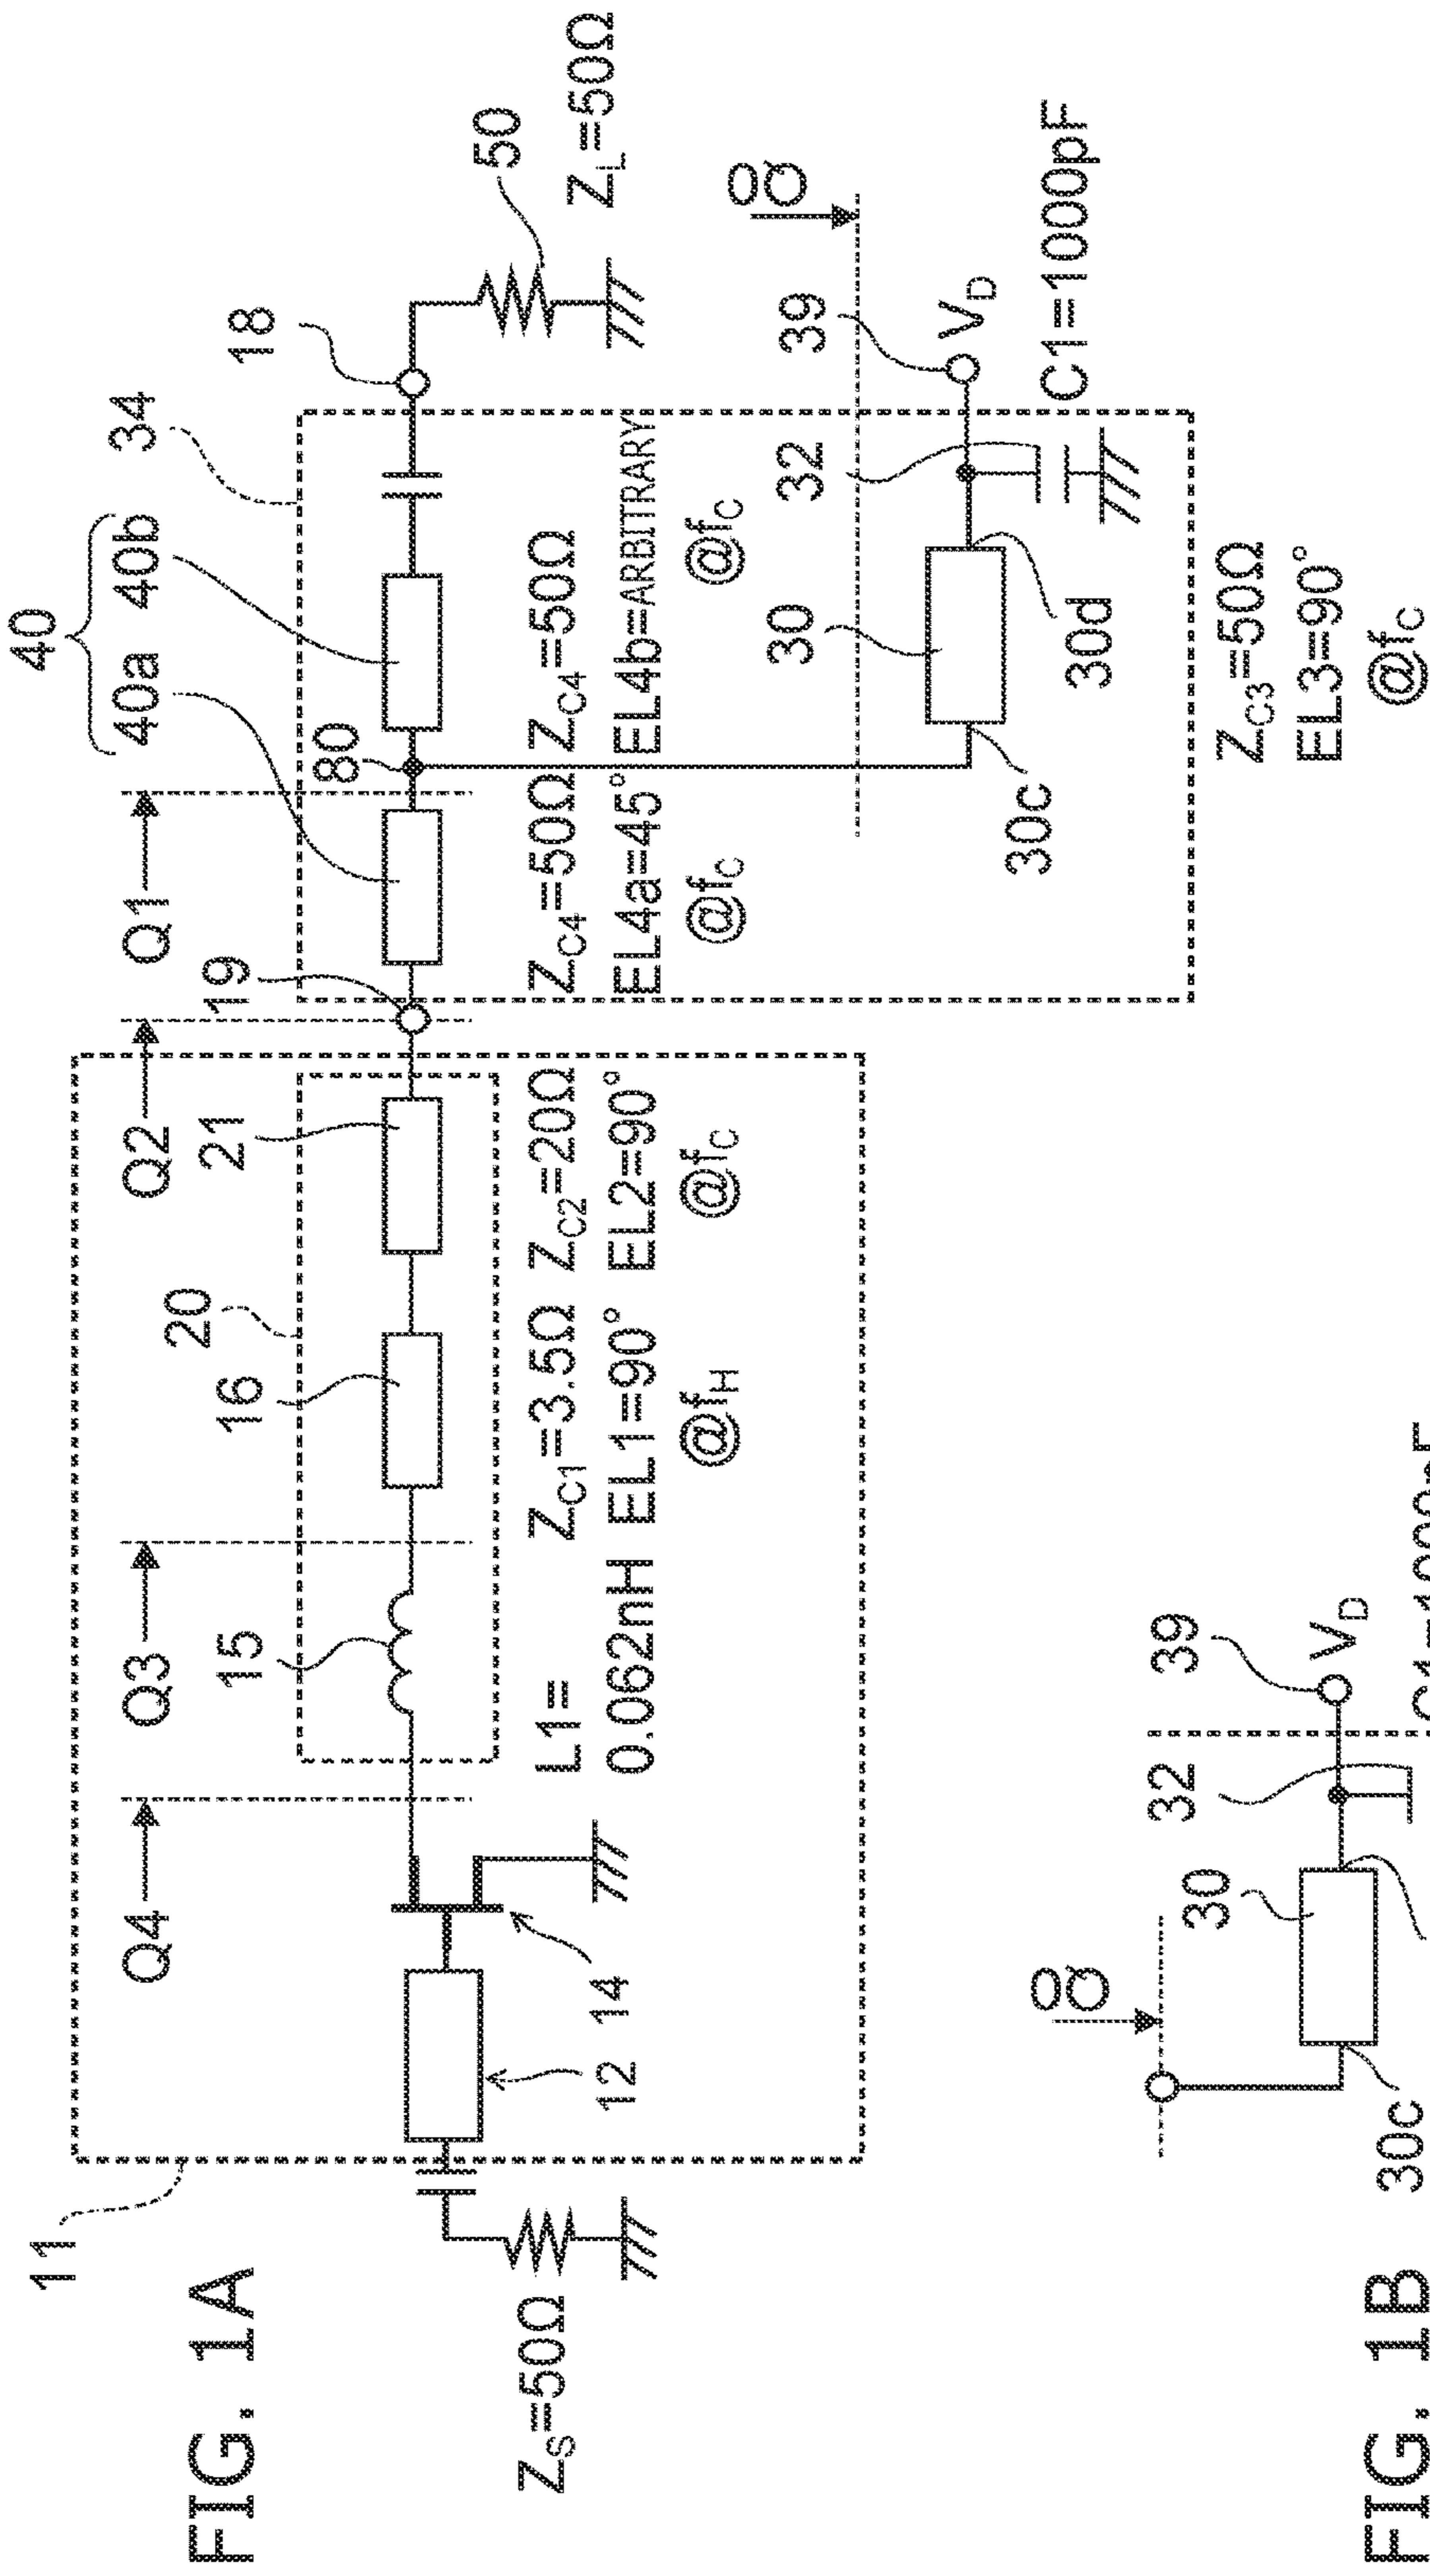 FIG. 1A
11
40
40a 40b
34
Q4
Q3
Q2
Q1
20
15
16
21
19
80
18
50
Z_L=50Ω
Z_S=50Ω
12
14
L1=
0.062nH
Z_C1=3.5Ω
EL1=90°
@f_H
Z_C2=20Ω
EL2=90°
@f_C
Z_C4=50Ω
EL4a=45°
@f_C
Z_C4=50Ω
EL4b=ARBITRARY
@f_C
Q8
30
32
39
V_D
C1=1000pF
30c
30d
Z_C3=50Ω
EL3=90°
@f_C
FIG. 1B
Q8
30
32
39
V_D
30c